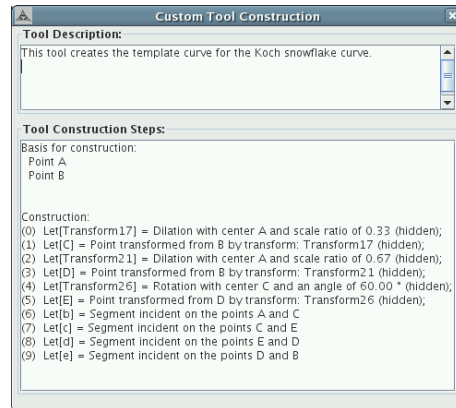 Custom Tool Construction
Tool Description:
This tool creates the template curve for the Koch snowflake curve.
Tool Construction Steps:
Basis for construction:
Point A
Point B
Construction:
(0) Let[Transform17] = Dilation with center A and scale ratio of 0.33 (hidden);
(1) Let[C] = Point transformed from B by transform: Transform17 (hidden);
(2) Let[Transform21] = Dilation with center A and scale ratio of 0.67 (hidden);
(3) Let[D] = Point transformed from B by transform: Transform21 (hidden);
(4) Let[Transform26] = Rotation with center C and an angle of 60.00 ° (hidden);
(5) Let[E] = Point transformed from D by transform: Transform26 (hidden);
(6) Let[b] = Segment incident on the points A and C
(7) Let[c] = Segment incident on the points C and E
(8) Let[d] = Segment incident on the points E and D
(9) Let[e] = Segment incident on the points D and B